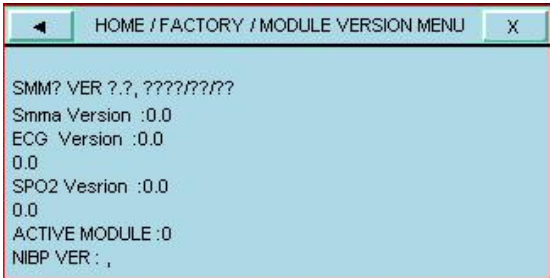 ◄ HOME / FACTORY / MODULE VERSION MENU X
SMM? VER ?.?, ????/??/??
Smma Version :0.0
ECG Version :0.0
0.0
SPO2 Vesrion :0.0
0.0
ACTIVE MODULE :0
NIBP VER : ,